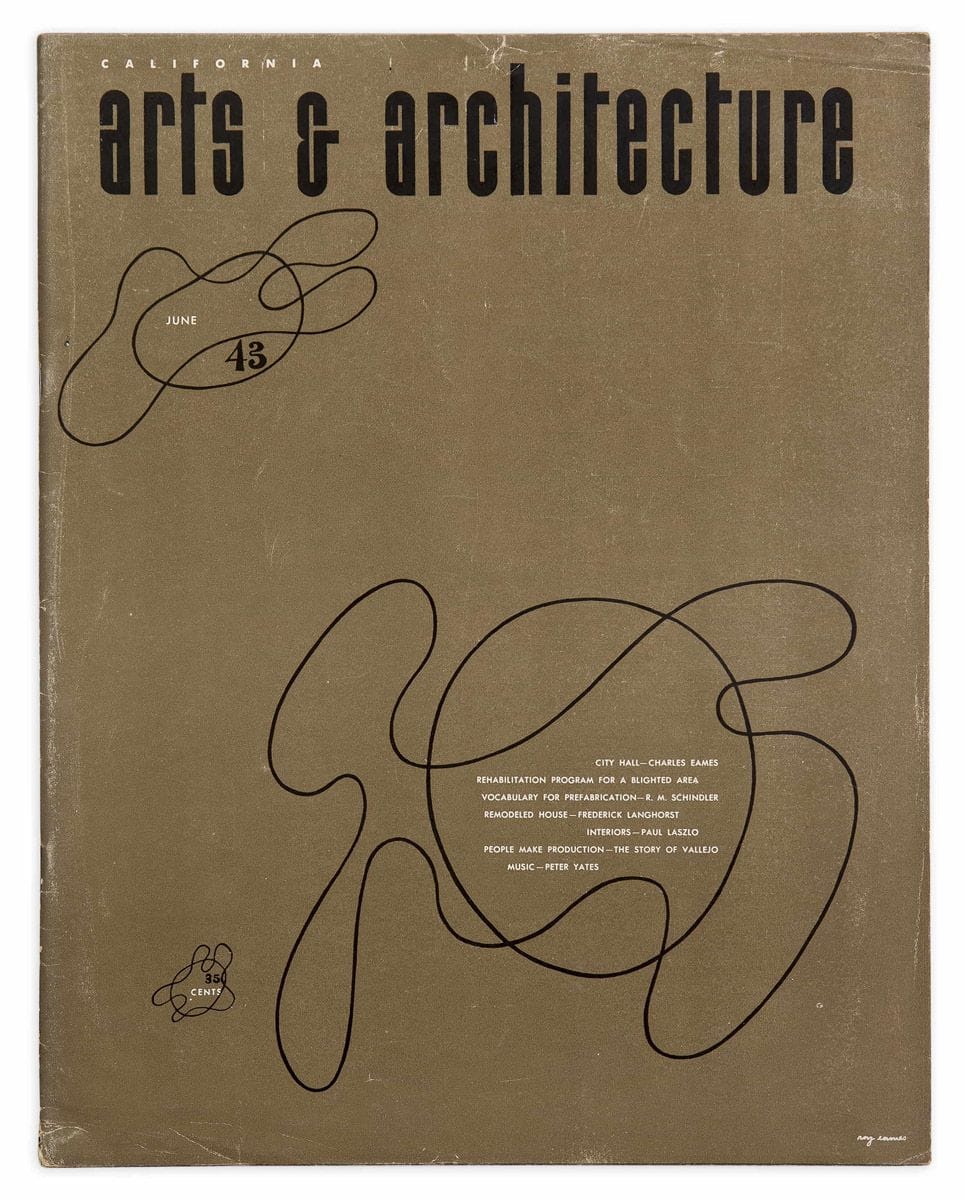 CALIFORNIA
arts & architecture
JUNE
43
CITY HALL—CHARLES EAMES
REHABILITATION PROGRAM FOR A BLIGHTED AREA
VOCABULARY FOR PREFABRICATION—R. M. SCHINDLER
REMODELED HOUSE—FREDERICK LANGHORST
INTERIORS—PAUL LASZLO
PEOPLE MAKE PRODUCTION—THE STORY OF VALLEJO
MUSIC—PETER YATES
35
CENTS
ray eames